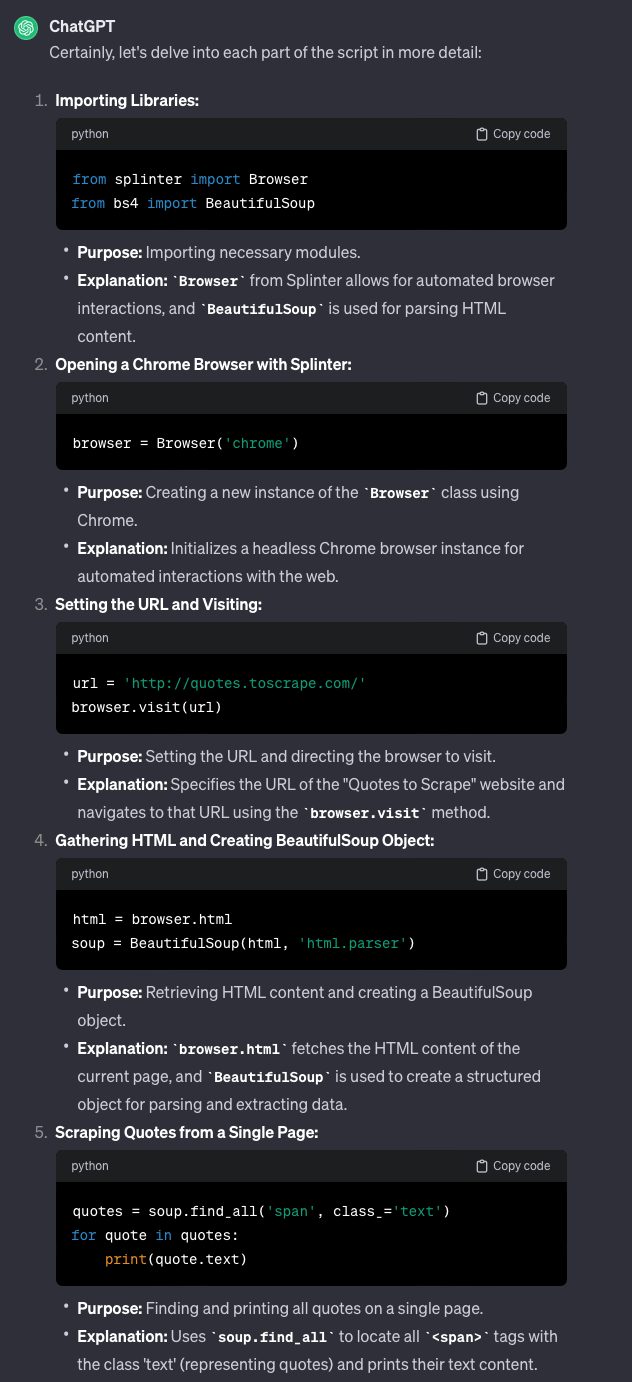 ChatGPT
Certainly, let's delve into each part of the script in more detail:
1. Importing Libraries:
python Copy code
from splinter import Browser
from bs4 import BeautifulSoup
• Purpose: Importing necessary modules.
• Explanation: `Browser` from Splinter allows for automated browser
interactions, and `BeautifulSoup` is used for parsing HTML
content.
2. Opening a Chrome Browser with Splinter:
python Copy code
browser = Browser('chrome')
• Purpose: Creating a new instance of the `Browser` class using
Chrome.
• Explanation: Initializes a headless Chrome browser instance for
automated interactions with the web.
3. Setting the URL and Visiting:
python Copy code
url = 'http://quotes.toscrape.com/'
browser.visit(url)
• Purpose: Setting the URL and directing the browser to visit.
• Explanation: Specifies the URL of the "Quotes to Scrape" website and
navigates to that URL using the `browser.visit` method.
4. Gathering HTML and Creating BeautifulSoup Object:
python Copy code
html = browser.html
soup = BeautifulSoup(html, 'html.parser')
• Purpose: Retrieving HTML content and creating a BeautifulSoup
object.
• Explanation: `browser.html` fetches the HTML content of the
current page, and `BeautifulSoup` is used to create a structured
object for parsing and extracting data.
5. Scraping Quotes from a Single Page:
python Copy code
quotes = soup.find_all('span', class_='text')
for quote in quotes:
    print(quote.text)
• Purpose: Finding and printing all quotes on a single page.
• Explanation: Uses `soup.find_all` to locate all `<span>` tags with
the class 'text' (representing quotes) and prints their text content.